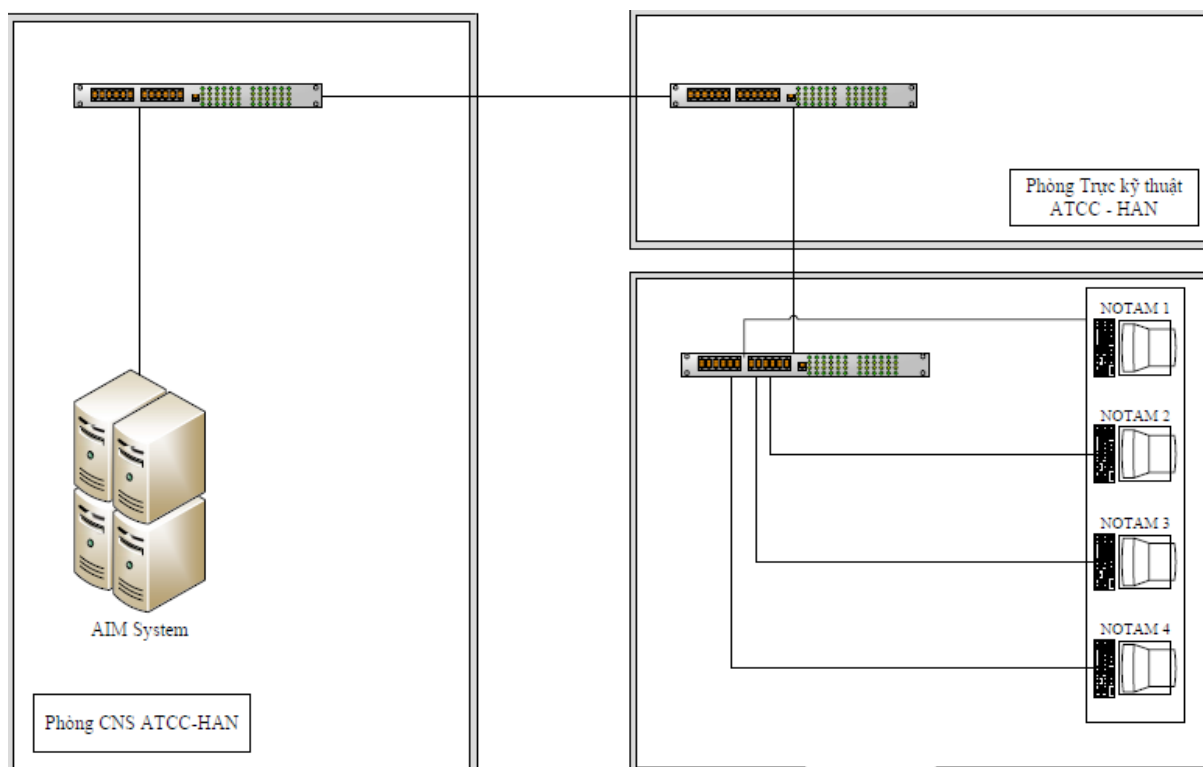 Phòng Trực kỹ thuật
ATCC - HAN
NOTAM 1
NOTAM 2
NOTAM 3
NOTAM 4
AIM System
Phòng CNS ATCC-HAN